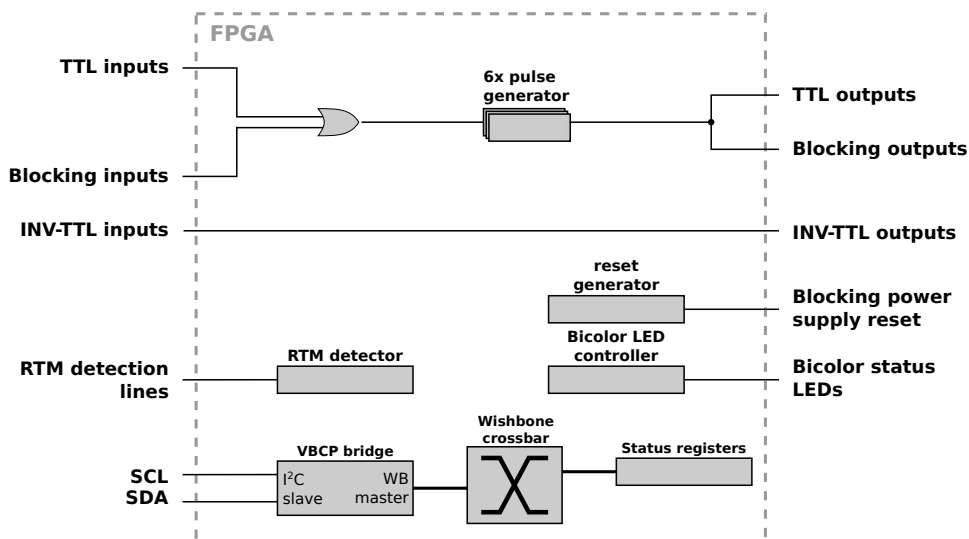 FPGA
TTL inputs
6x pulse
generator
TTL outputs
Blocking outputs
Blocking inputs
INV-TTL inputs
INV-TTL outputs
reset
generator
Blocking power
supply reset
Bicolor LED
controller
RTM detector
RTM detection
lines
Bicolor status
LEDs
Wishbone
crossbar
VBCP bridge
Status registers
SCL
SDA
I²C
slave
WB
master